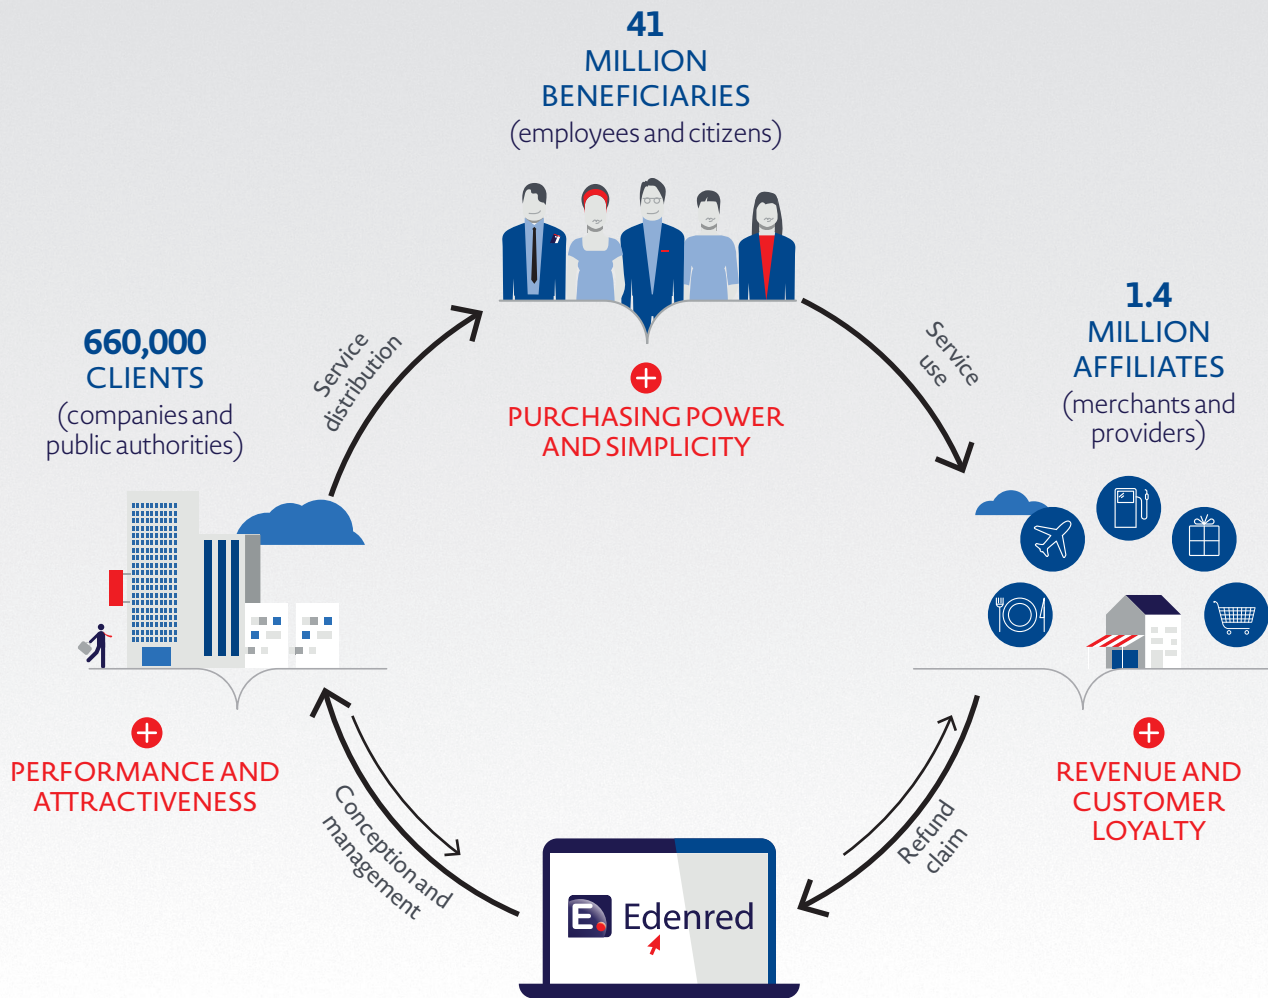 41
MILLION
BENEFICIARIES
(employees and citizens)
PURCHASING POWER
AND SIMPLICITY
Service
distribution
Service
use
660,000
CLIENTS
(companies and
public authorities)
PERFORMANCE AND
ATTRACTIVENESS
1.4
MILLION
AFFILIATES
(merchants and
providers)
REVENUE AND
CUSTOMER
LOYALTY
Conception and
management
Refund
claim
E.
Edenred